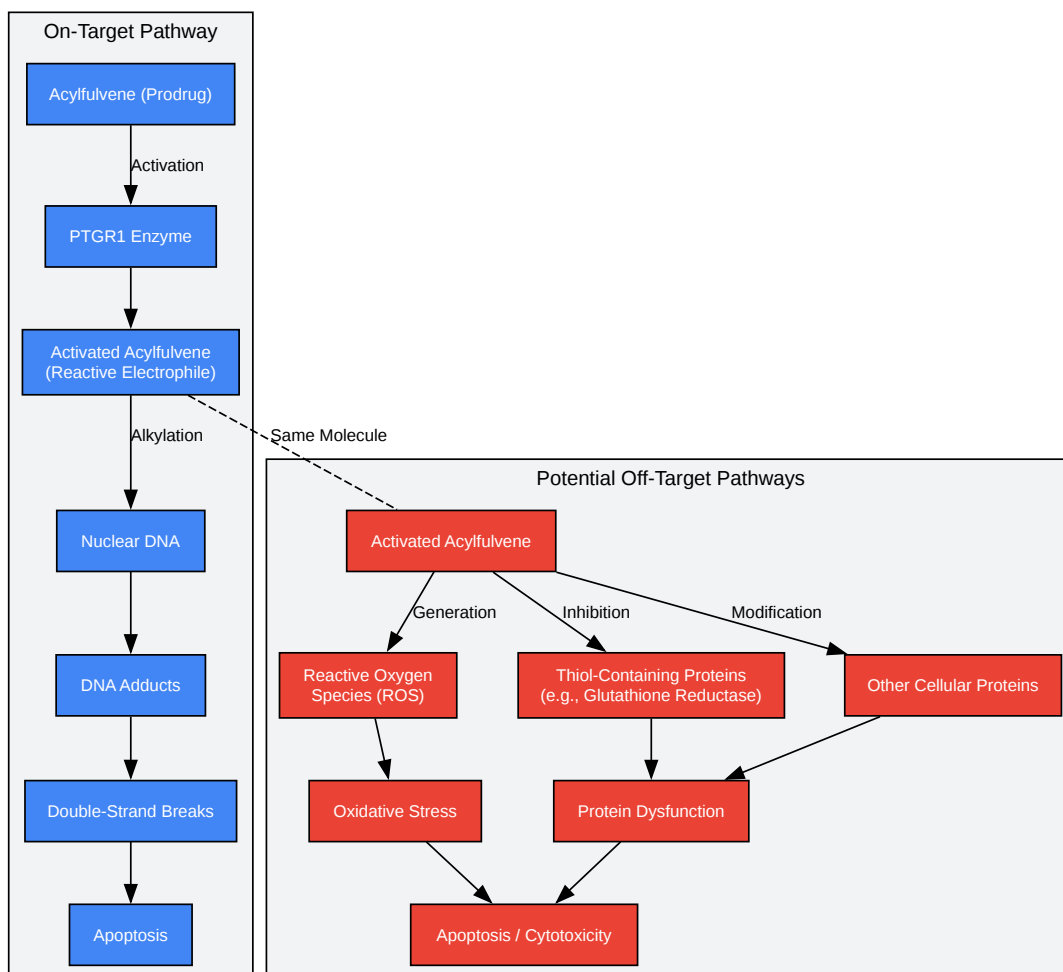 On-Target Pathway
Acylfulvene (Prodrug)
Activation
PTGR1 Enzyme
Activated Acylfulvene
(Reactive Electrophile)
Alkylation
Same Molecule
Nuclear DNA
DNA Adducts
Double-Strand Breaks
Apoptosis
Potential Off-Target Pathways
Activated Acylfulvene
Generation
Inhibition
Modification
Reactive Oxygen
Species (ROS)
Thiol-Containing Proteins
(e.g., Glutathione Reductase)
Other Cellular Proteins
Oxidative Stress
Protein Dysfunction
Apoptosis / Cytotoxicity